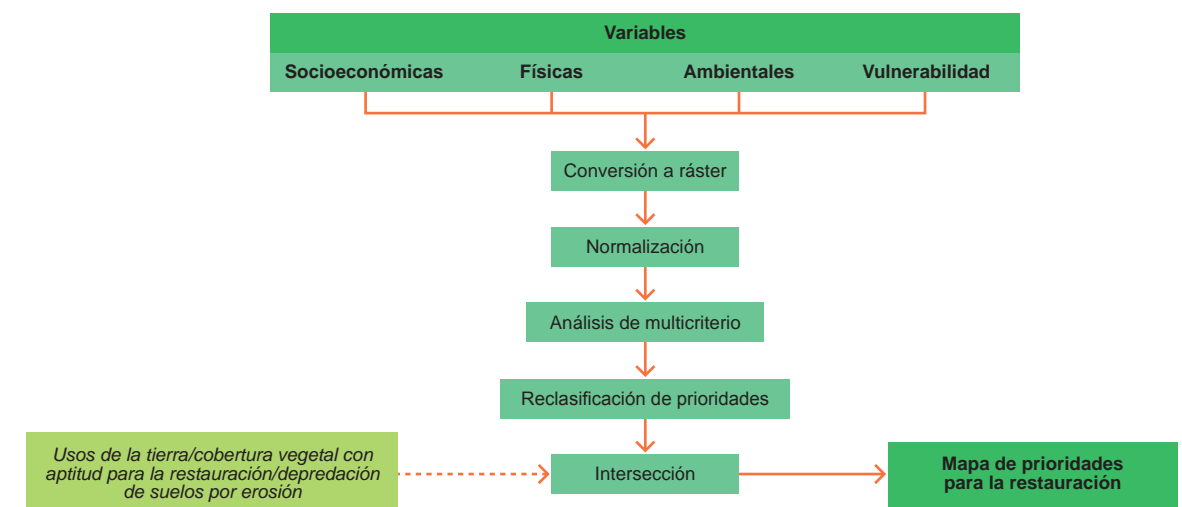 Variables
Socioeconómicas Físicas Ambientales Vulnerabilidad
Conversión a ráster
Normalización
Análisis de multicriterio
Reclasificación de prioridades
Usos de la tierra/cobertura vegetal con
aptitud para la restauración/depredación
de suelos por erosión
Intersección
Mapa de prioridades
para la restauración